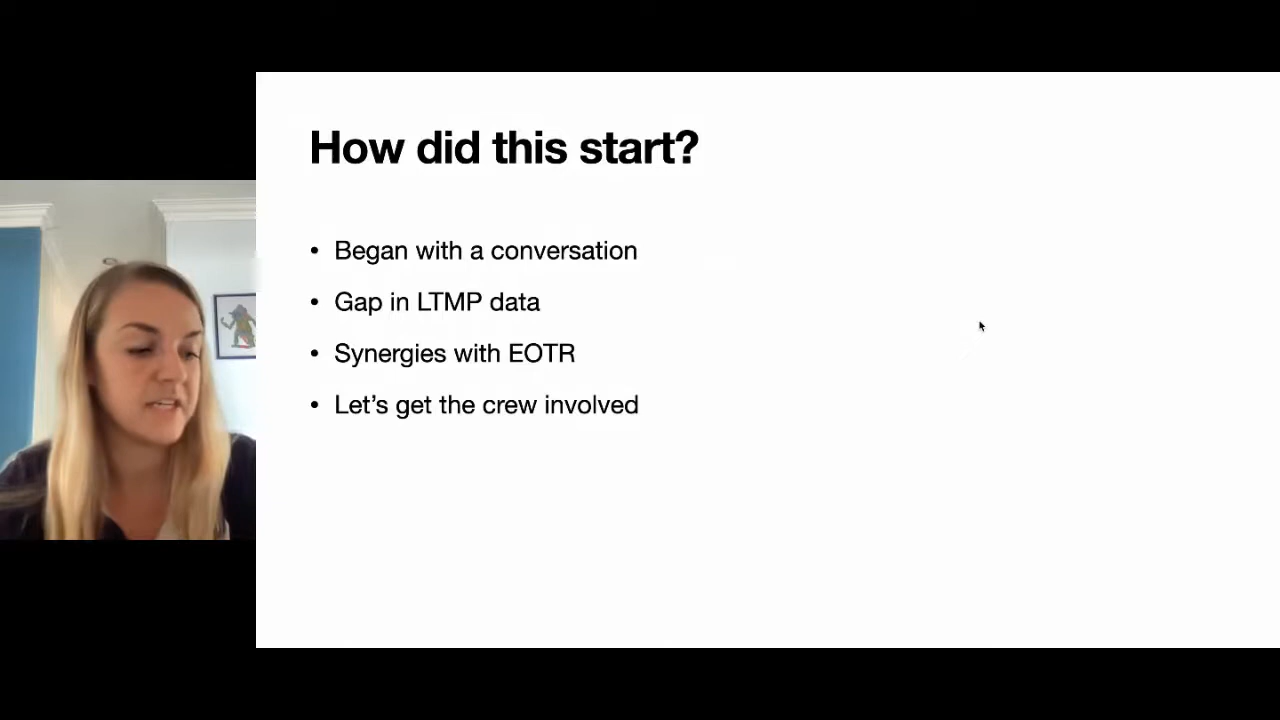 How did this start?
• Began with a conversation
• Gap in LTMP data
• Synergies with EOTR
• Let’s get the crew involved